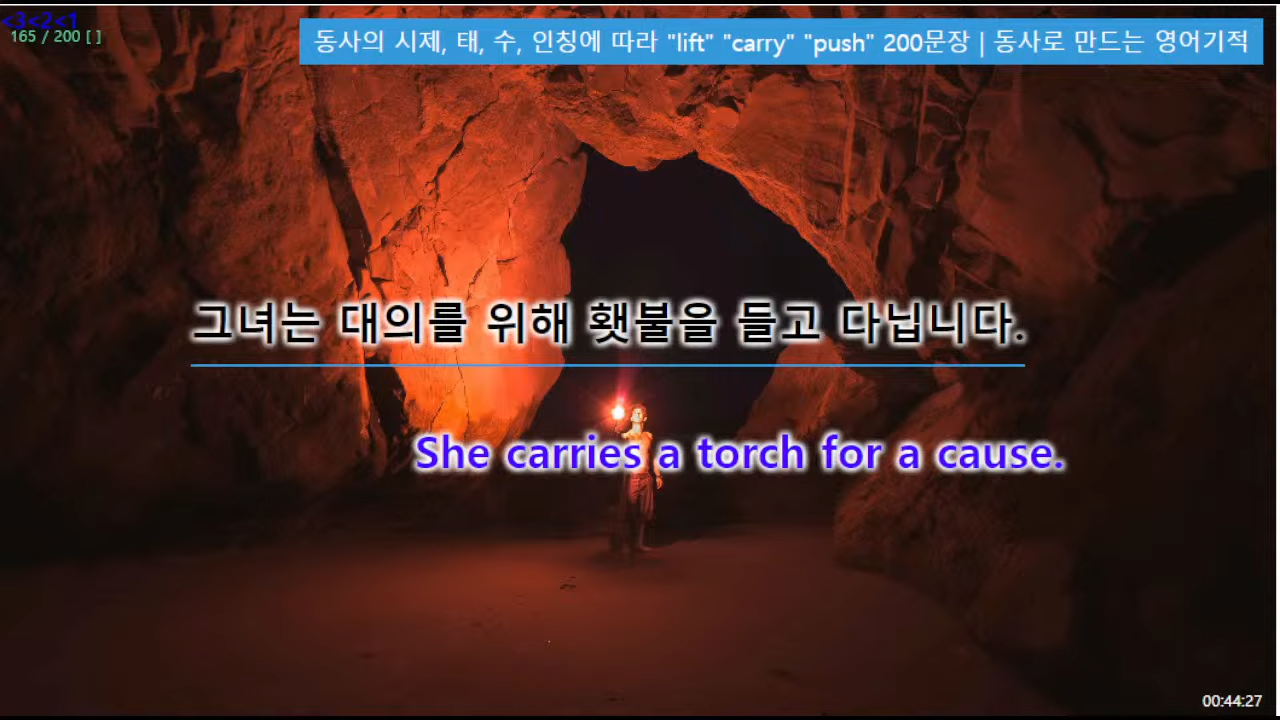 <3<2<1
165 / 200 [ ]
동사의 시제, 태, 수, 인칭에 따라 "lift" "carry" "push" 200문장 | 동사로 만드는 영어기적
그녀는 대의를 위해 횃불을 들고 다닙니다.
She carries a torch for a cause.
00:44:27